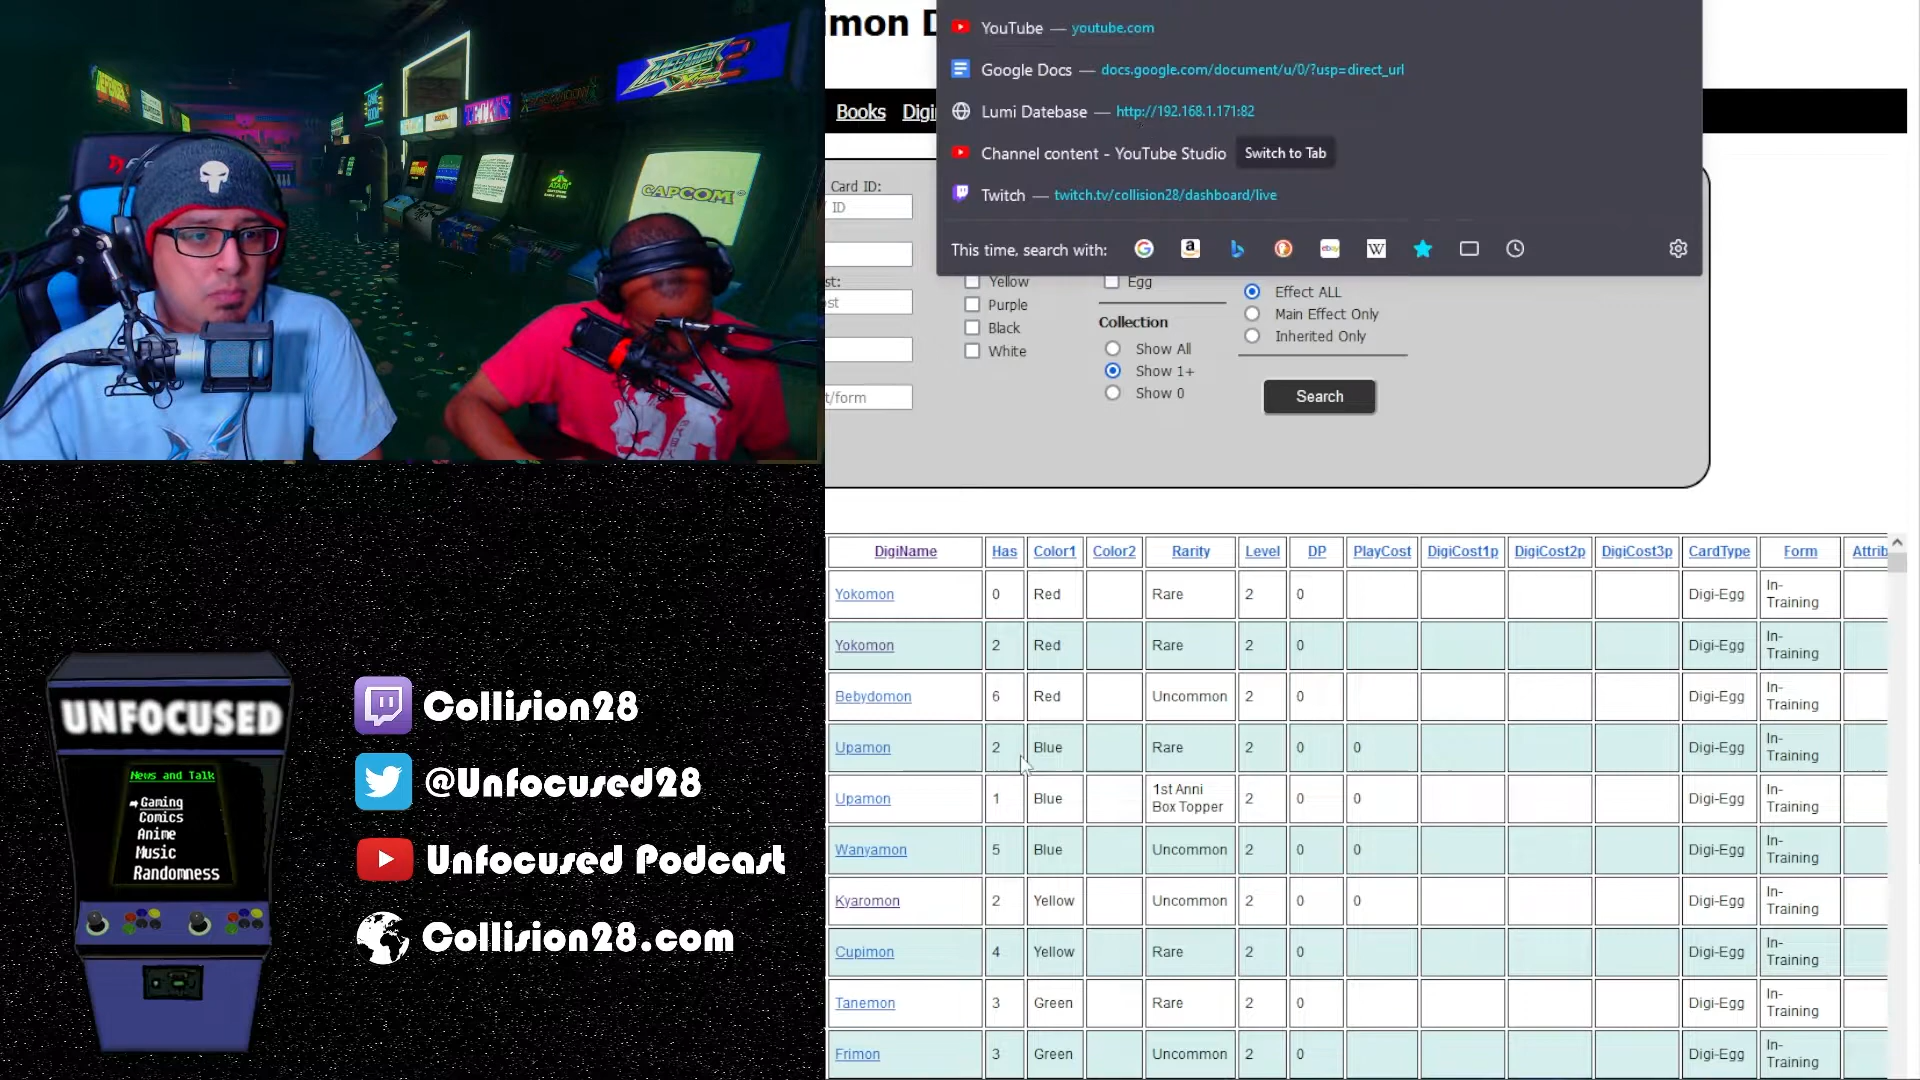 DEFENDER
CAPCOM
ATARI
imon D
YouTube — youtube.com
Google Docs — docs.google.com/document/u/0/?usp=direct_url
Lumi Datebase — http://192.168.1.171:82
Channel content - YouTube Studio Switch to Tab
Twitch — twitch.tv/collision28/dashboard/live
This time, search with:
Books Digi
Card ID:
ID
st:
st
t/form
Yellow
Purple
Black
White
Egg
Collection
Show All
Show 1+
Show 0
Effect ALL
Main Effect Only
Inherited Only
Search
DigiName Has Color1 Color2 Rarity Level DP PlayCost DigiCost1p DigiCost2p DigiCost3p CardType Form Attrib
Yokomon 0 Red Rare 2 0 Digi-Egg In-
Training
Yokomon 2 Red Rare 2 0 Digi-Egg In-
Training
Bebydomon 6 Red Uncommon 2 0 Digi-Egg In-
Training
Upamon 2 Blue Rare 2 0 0 Digi-Egg In-
Training
Upamon 1 Blue 1st Anni
Box Topper 2 0 0 Digi-Egg In-
Training
Wanyamon 5 Blue Uncommon 2 0 0 Digi-Egg In-
Training
Kyaromon 2 Yellow Uncommon 2 0 0 Digi-Egg In-
Training
Cupimon 4 Yellow Rare 2 0 Digi-Egg In-
Training
Tanemon 3 Green Rare 2 0 Digi-Egg In-
Training
Frimon 3 Green Uncommon 2 0 Digi-Egg In-
Training
UNFOCUSED
News and Talk
Gaming
Comics
Anime
Music
Randomness
Collision28
@Unfocused28
Unfocused Podcast
Collision28.com